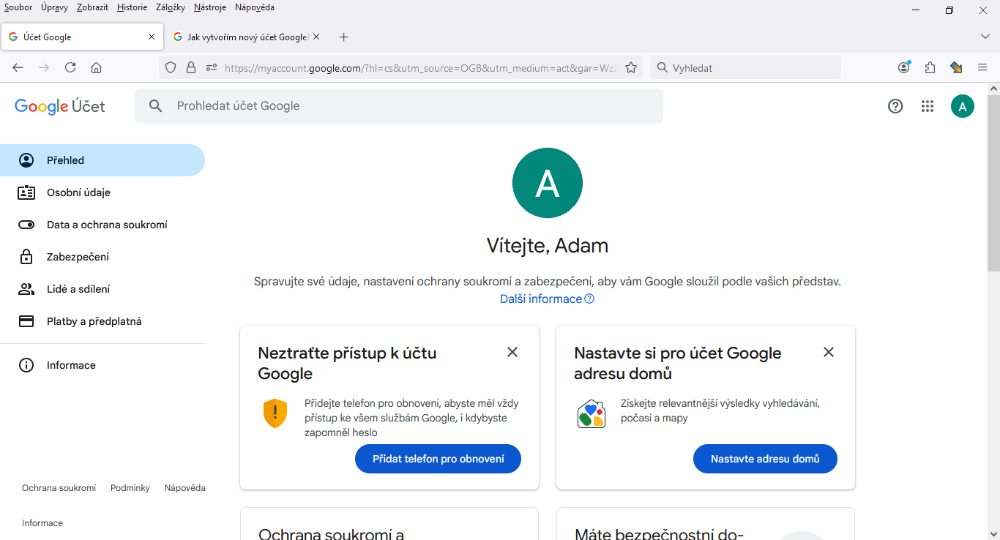 Soubor Úpravy Zobrazit Historie Záložky Nástroje Nápověda
Účet Google
Jak vytvořím nový účet Google?
https://myaccount.google.com/?hl=cs&utm_source=OGB&utm_medium=act&gar=WzJ
Vyhledat
Google Účet
Prohledat účet Google
A
Přehled
Osobní údaje
Data a ochrana soukromí
Zabezpečení
Lidé a sdílení
Platby a předplatná
Informace
Ochrana soukromí Podmínky Nápověda
Informace
A
Vítejte, Adam
Spravujte své údaje, nastavení ochrany soukromí a zabezpečení, aby vám Google sloužil podle vašich představ.
Další informace
Neztraťte přístup k účtu
Google
Přidejte telefon pro obnovení, abyste měl vždy
přístup ke všem službám Google, i kdybyste
zapomněl heslo
Přidat telefon pro obnovení
Nastavte si pro účet Google
adresu domů
Získejte relevantnější výsledky vyhledávání,
počasí a mapy
Nastavte adresu domů
Ochrana soukromí a
Máte bezpečnostní do-